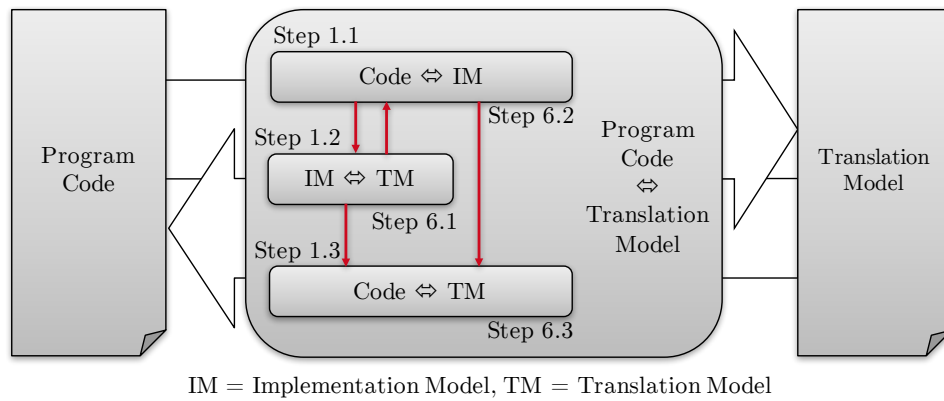 Program
Code
Step 1.1
Code ⇔ IM
Step 6.2
Step 1.2
IM ⇔ TM
Step 6.1
Step 1.3
Code ⇔ TM
Step 6.3
Program
Code
⇔
Translation
Model
Translation
Model
IM = Implementation Model, TM = Translation Model